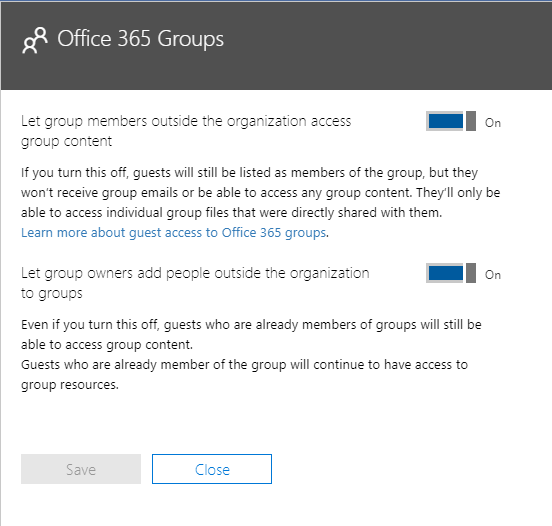 Office 365 Groups
Let group members outside the organization access
On
group content
If you turn this off, guests will still be listed as members of the group, but they
won't receive group emails or be able to access any group content. They'll only be
able to access individual group files that were directly shared with them.
Learn more about guest access to Office 365 groups.
Let group owners add people outside the organization
On
to groups
Even if you turn this off, guests who are already members of groups will still be
able to access group content.
Guests who are already member of the group will continue to have access to
group resources.
Save
Close